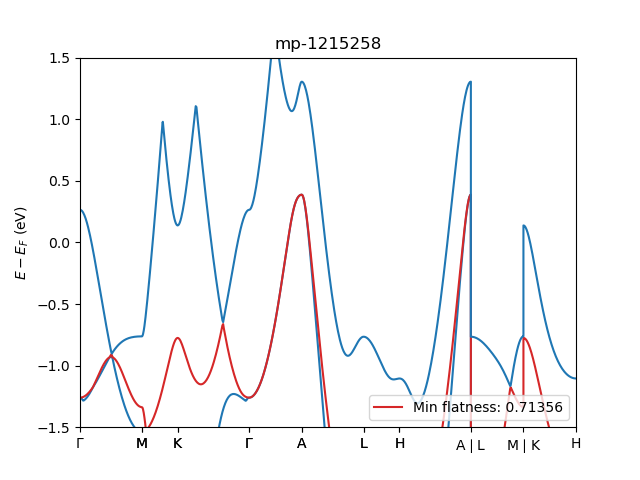 mp-1215258
1.5
1.0
0.5
0.0
−0.5
−1.0
−1.5
E − E_F (eV)
Min flatness: 0.71356
Γ M K Γ A L H A | L M | K H